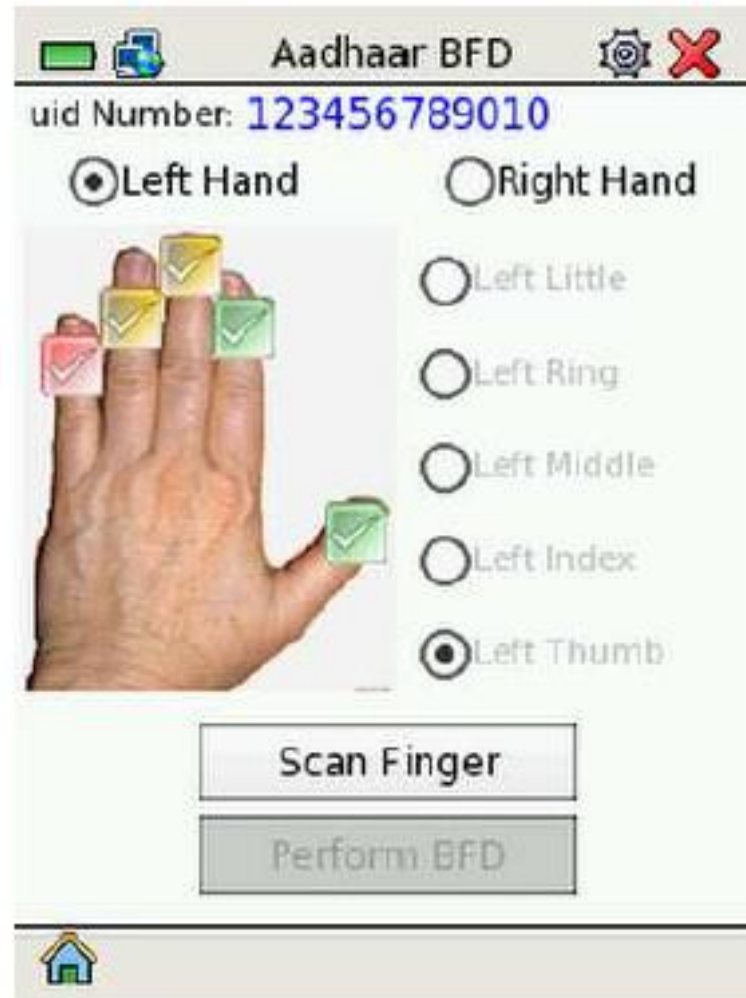 Aadhaar BFD
uid Number: 123456789010
Left Hand Right Hand
Left Little
Left Ring
Left Middle
Left Index
Left Thumb
Scan Finger
Perform BFD